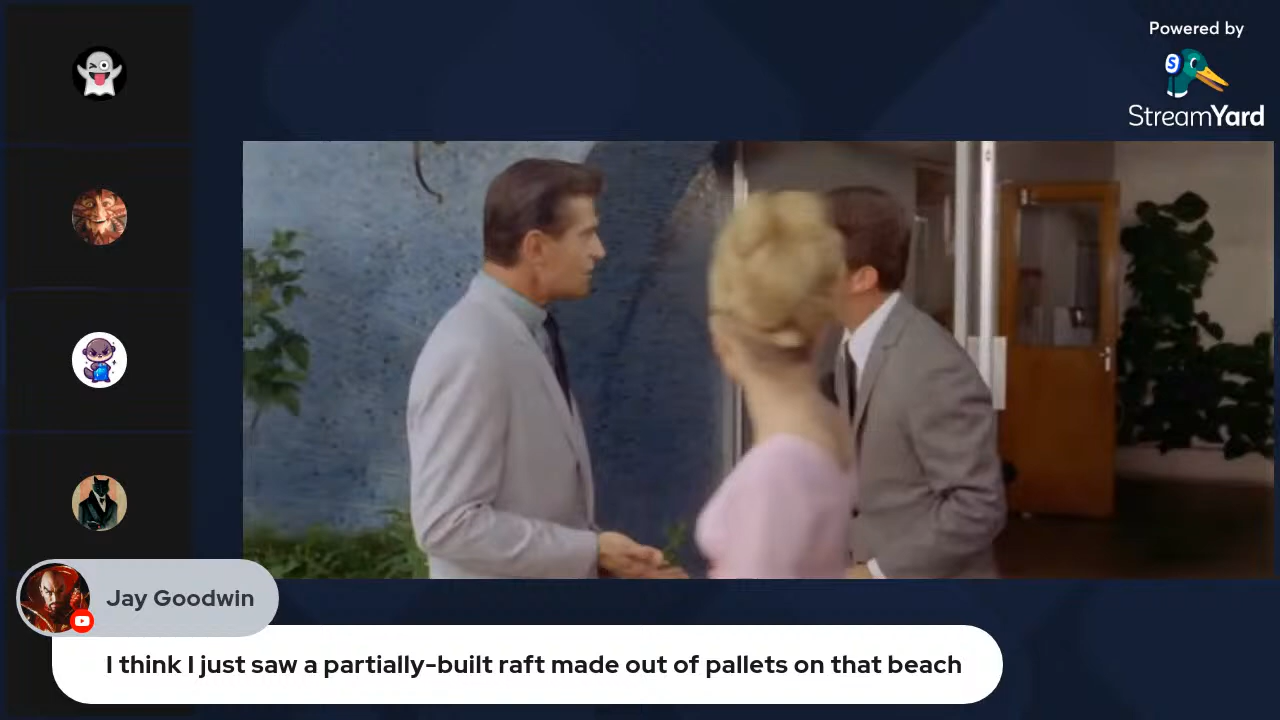 Powered by
StreamYard
Jay Goodwin
I think I just saw a partially-built raft made out of pallets on that beach